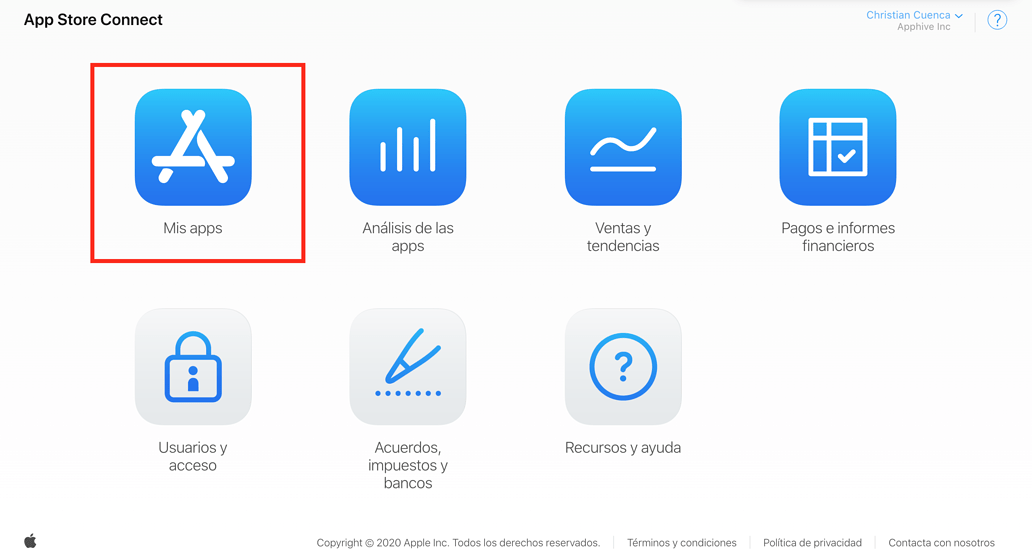 App Store Connect
Christian Cuenca
Apphive Inc
?
Mis apps
Análisis de las
apps
Ventas y
tendencias
Pagos e informes
financieros
?
Usuarios y
acceso
Acuerdos,
impuestos y
bancos
Recursos y ayuda
Copyright © 2020 Apple Inc. Todos los derechos reservados.
Términos y condiciones
Política de privacidad
Contacta con nosotros